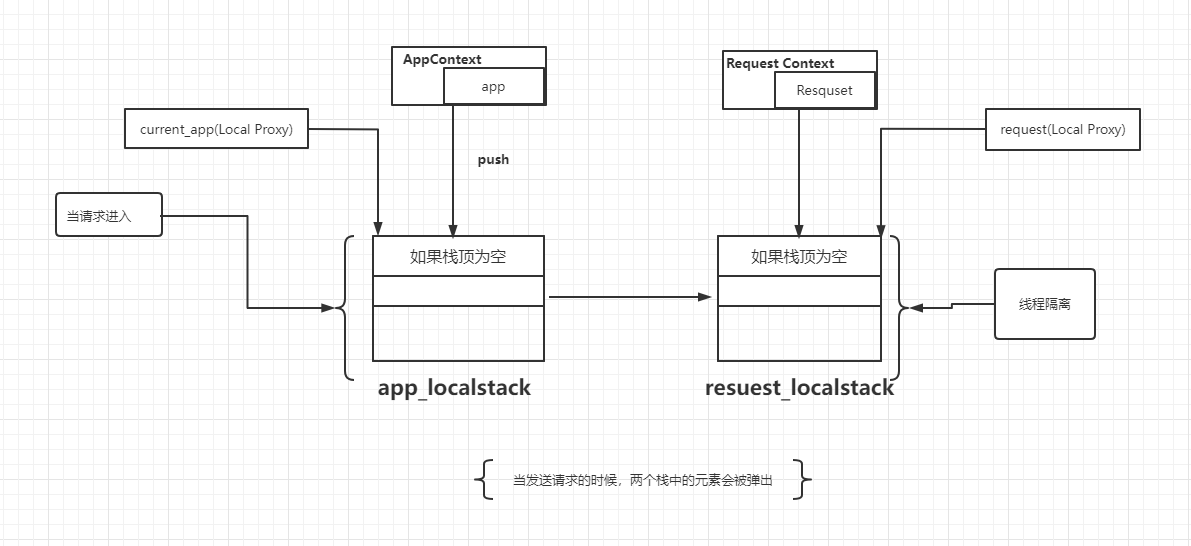 AppContext
app
Request Context
Resquset
current_app(Local Proxy)
request(Local Proxy)
push
当请求进入
如果栈顶为空
如果栈顶为空
线程隔离
app_localstack
resuest_localstack
当发送请求的时候，两个栈中的元素会被弹出